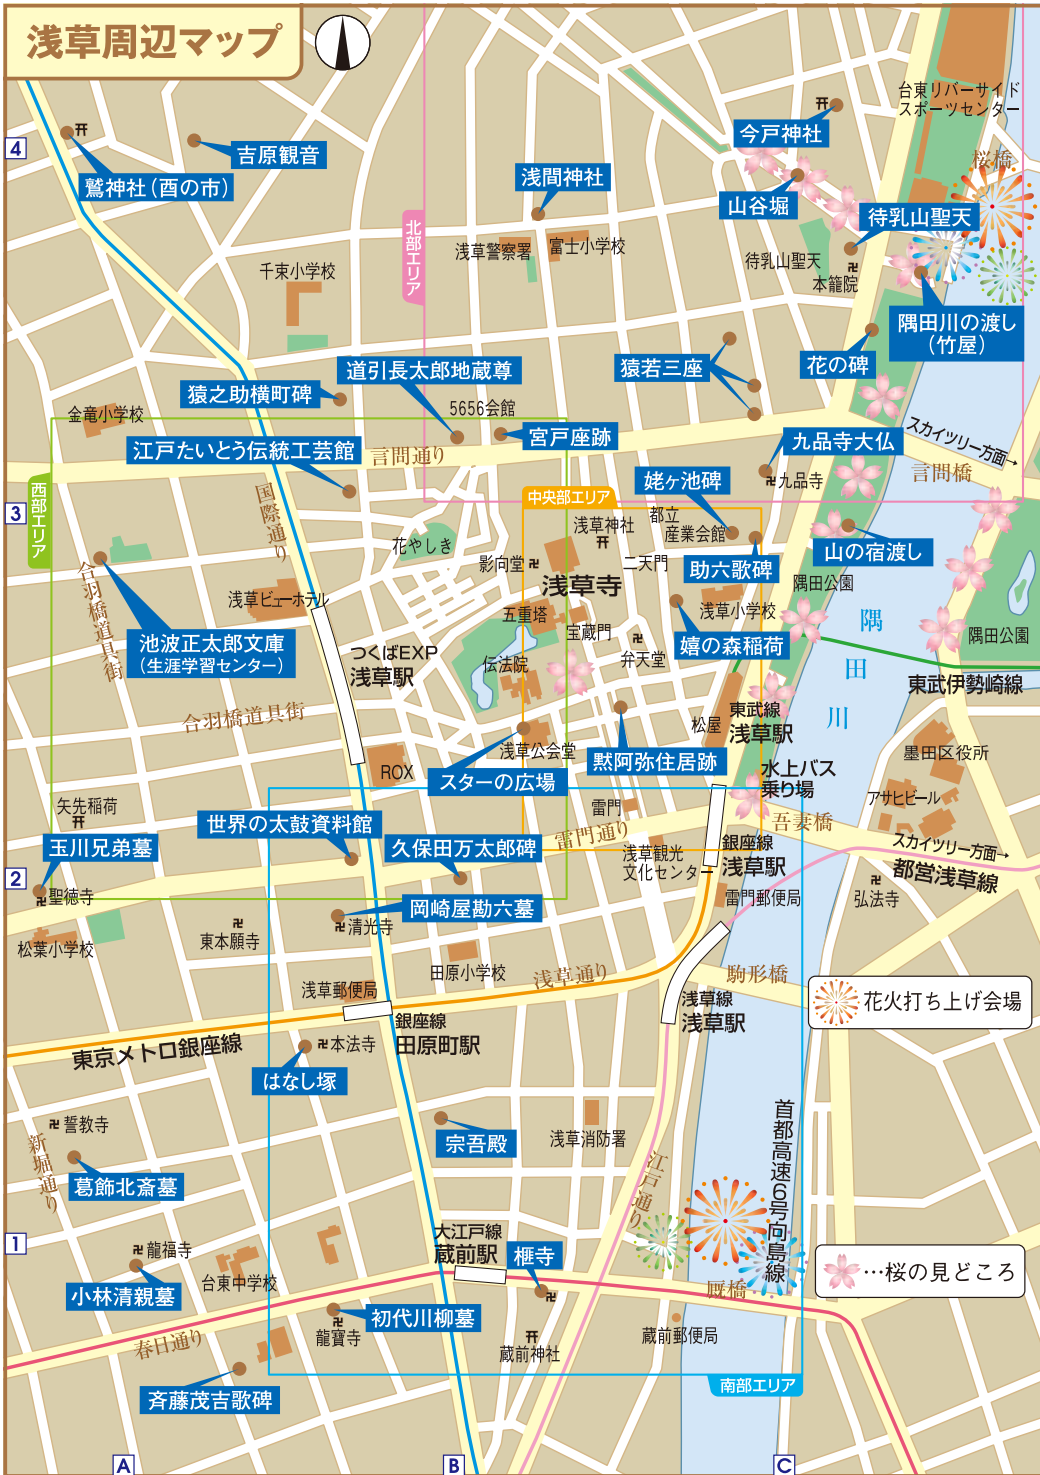 浅草周辺マップ
台東リバーサイド
スポーツセンター
4
今戸神社
吉原観音
桜橋
鷲神社(酉の市)
浅間神社
山谷堀
待乳山聖天
北部エリア
浅草警察署
富士小学校
待乳山聖天
本龍院
千束小学校
隅田川の渡し
(竹屋)
花の碑
猿若三座
道引長太郎地蔵尊
猿之助横町碑
金竜小学校
5656会館
宮戸座跡
江戸たいとう伝統工芸館
言問通り
スカイツリー方面→
言問橋
九品寺大仏
九品寺
姥ヶ池碑
西部エリア
3
国際通り
中央部エリア
浅草神社
都立
産業会館
山の宿渡し
花やしき
影向堂
二天門
助六歌碑
浅草寺
隅田公園
合羽橋道具街
浅草ビューホテル
五重塔
宝蔵門
浅草小学校
隅田公園
池波正太郎文庫
(生涯学習センター)
つくばEXP
浅草駅
伝法院
弁天堂
嬉の森稲荷
隅田川
東武伊勢崎線
合羽橋道具街
松屋
東武線
浅草駅
ROX
浅草公会堂
黙阿弥住居跡
墨田区役所
スターの広場
水上バス
乗り場
アサヒビール
矢先稲荷
世界の太鼓資料館
雷門
雷門通り
吾妻橋
玉川兄弟墓
久保田万太郎碑
浅草観光
文化センター
銀座線
浅草駅
スカイツリー方面→
都営浅草線
2
聖徳寺
岡崎屋勘六墓
雷門郵便局
弘法寺
清光寺
松葉小学校
東本願寺
田原小学校
浅草通り
駒形橋
浅草郵便局
浅草線
浅草駅
花火打ち上げ会場
銀座線
田原町駅
東京メトロ銀座線
本法寺
はなし塚
誓教寺
新堀通り
宗吾殿
浅草消防署
首都高速6号向島線
葛飾北斎墓
江戸通り
1
龍福寺
大江戸線
蔵前駅
榧寺
…桜の見どころ
小林清親墓
台東中学校
厩橋
初代川柳墓
龍寶寺
春日通り
蔵前神社
蔵前郵便局
斉藤茂吉歌碑
南部エリア
A
B
C